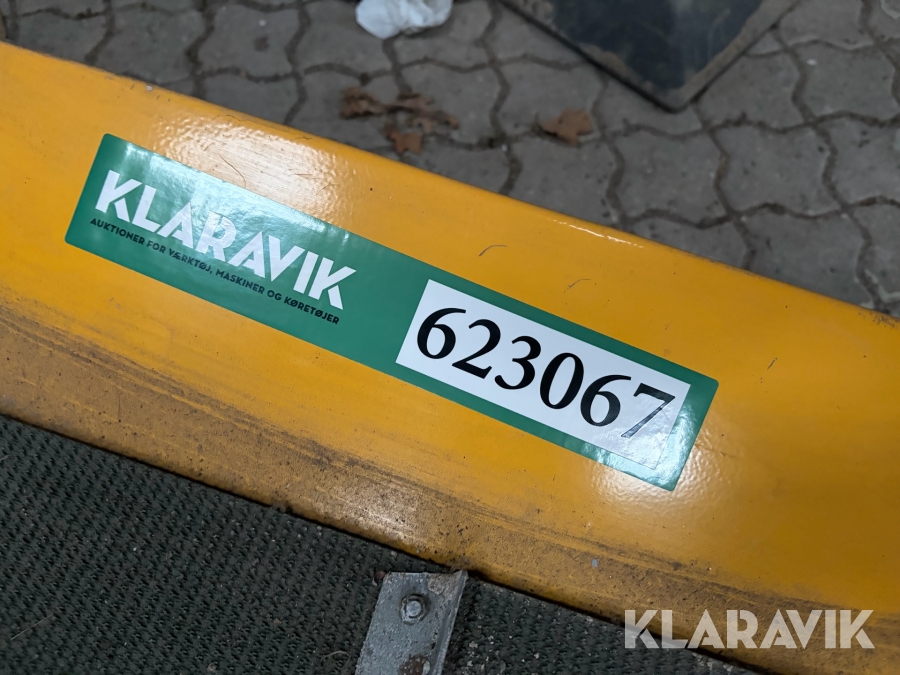 KLARAVIK
AUKTIONER FOR VÆRKTØJ, MASKINER OG KØRETØJER
623067
KLARAVIK